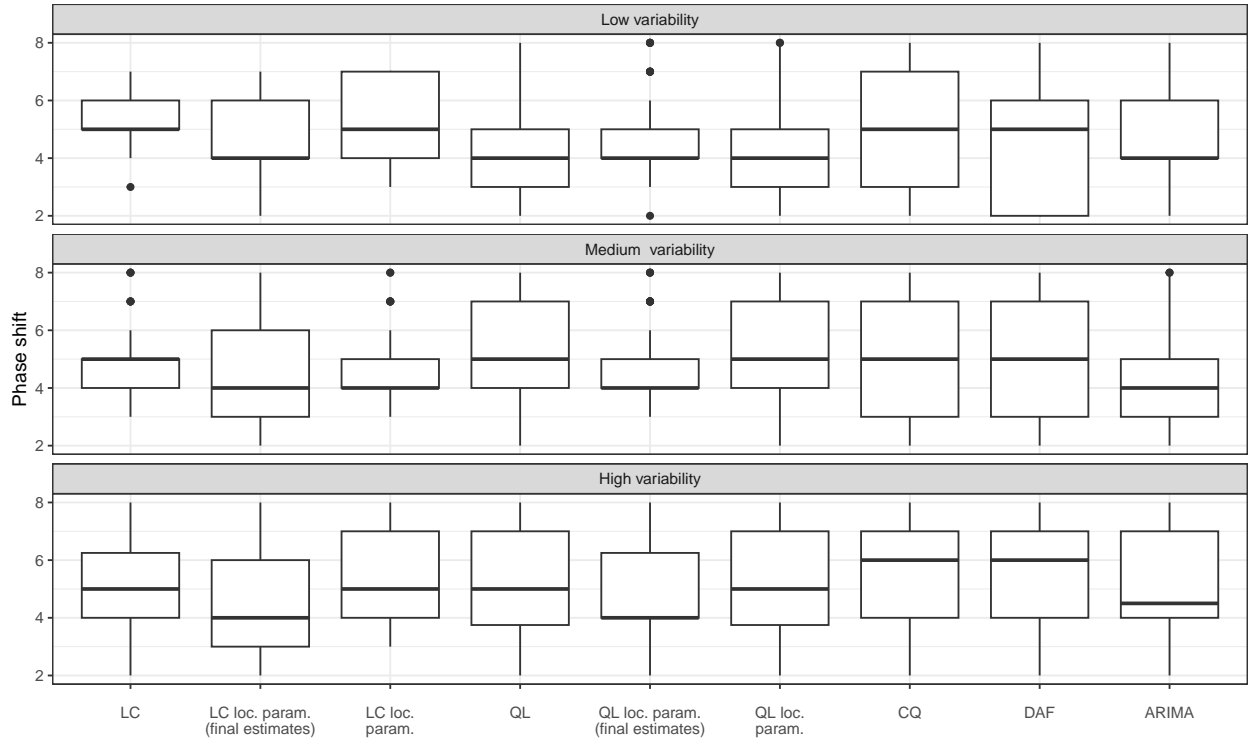 Low variability
8
6
4
2
Medium  variability
8
6
4
2
Phase shift
High variability
8
6
4
2
LC
LC loc. param.
(final estimates)
LC loc.
param.
QL
QL loc. param.
(final estimates)
QL loc.
param.
CQ
DAF
ARIMA